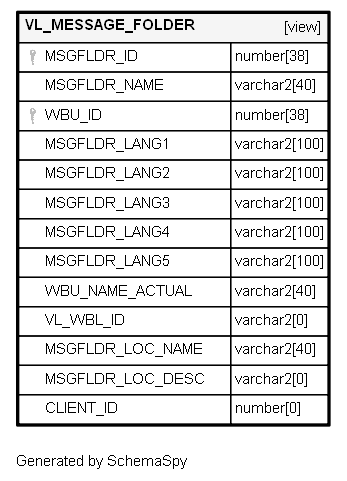 VL_MESSAGE_FOLDER [view]
MSGFLDR_ID number[38]
MSGFLDR_NAME varchar2[40]
WBU_ID number[38]
MSGFLDR_LANG1 varchar2[100]
MSGFLDR_LANG2 varchar2[100]
MSGFLDR_LANG3 varchar2[100]
MSGFLDR_LANG4 varchar2[100]
MSGFLDR_LANG5 varchar2[100]
WBU_NAME_ACTUAL varchar2[40]
VL_WBL_ID varchar2[0]
MSGFLDR_LOC_NAME varchar2[40]
MSGFLDR_LOC_DESC varchar2[0]
CLIENT_ID number[0]
Generated by SchemaSpy